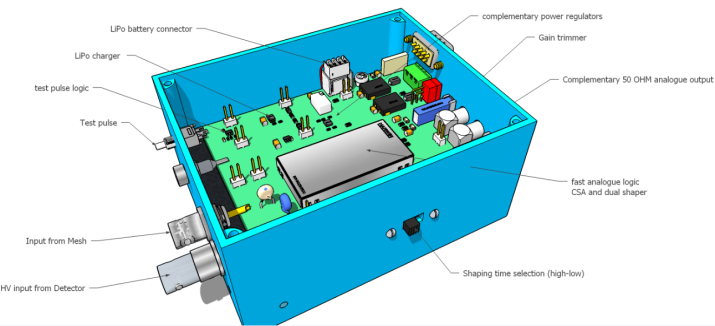 LiPo battery connector
complementary power regulators
LiPo charger
Gain trimmer
test pulse logic
Complementary 50 OHM analogue output
Test pulse
fast analogue logic
CSA and dual shaper
Input from Mesh
Shaping time selection (high-low)
HV input from Detector